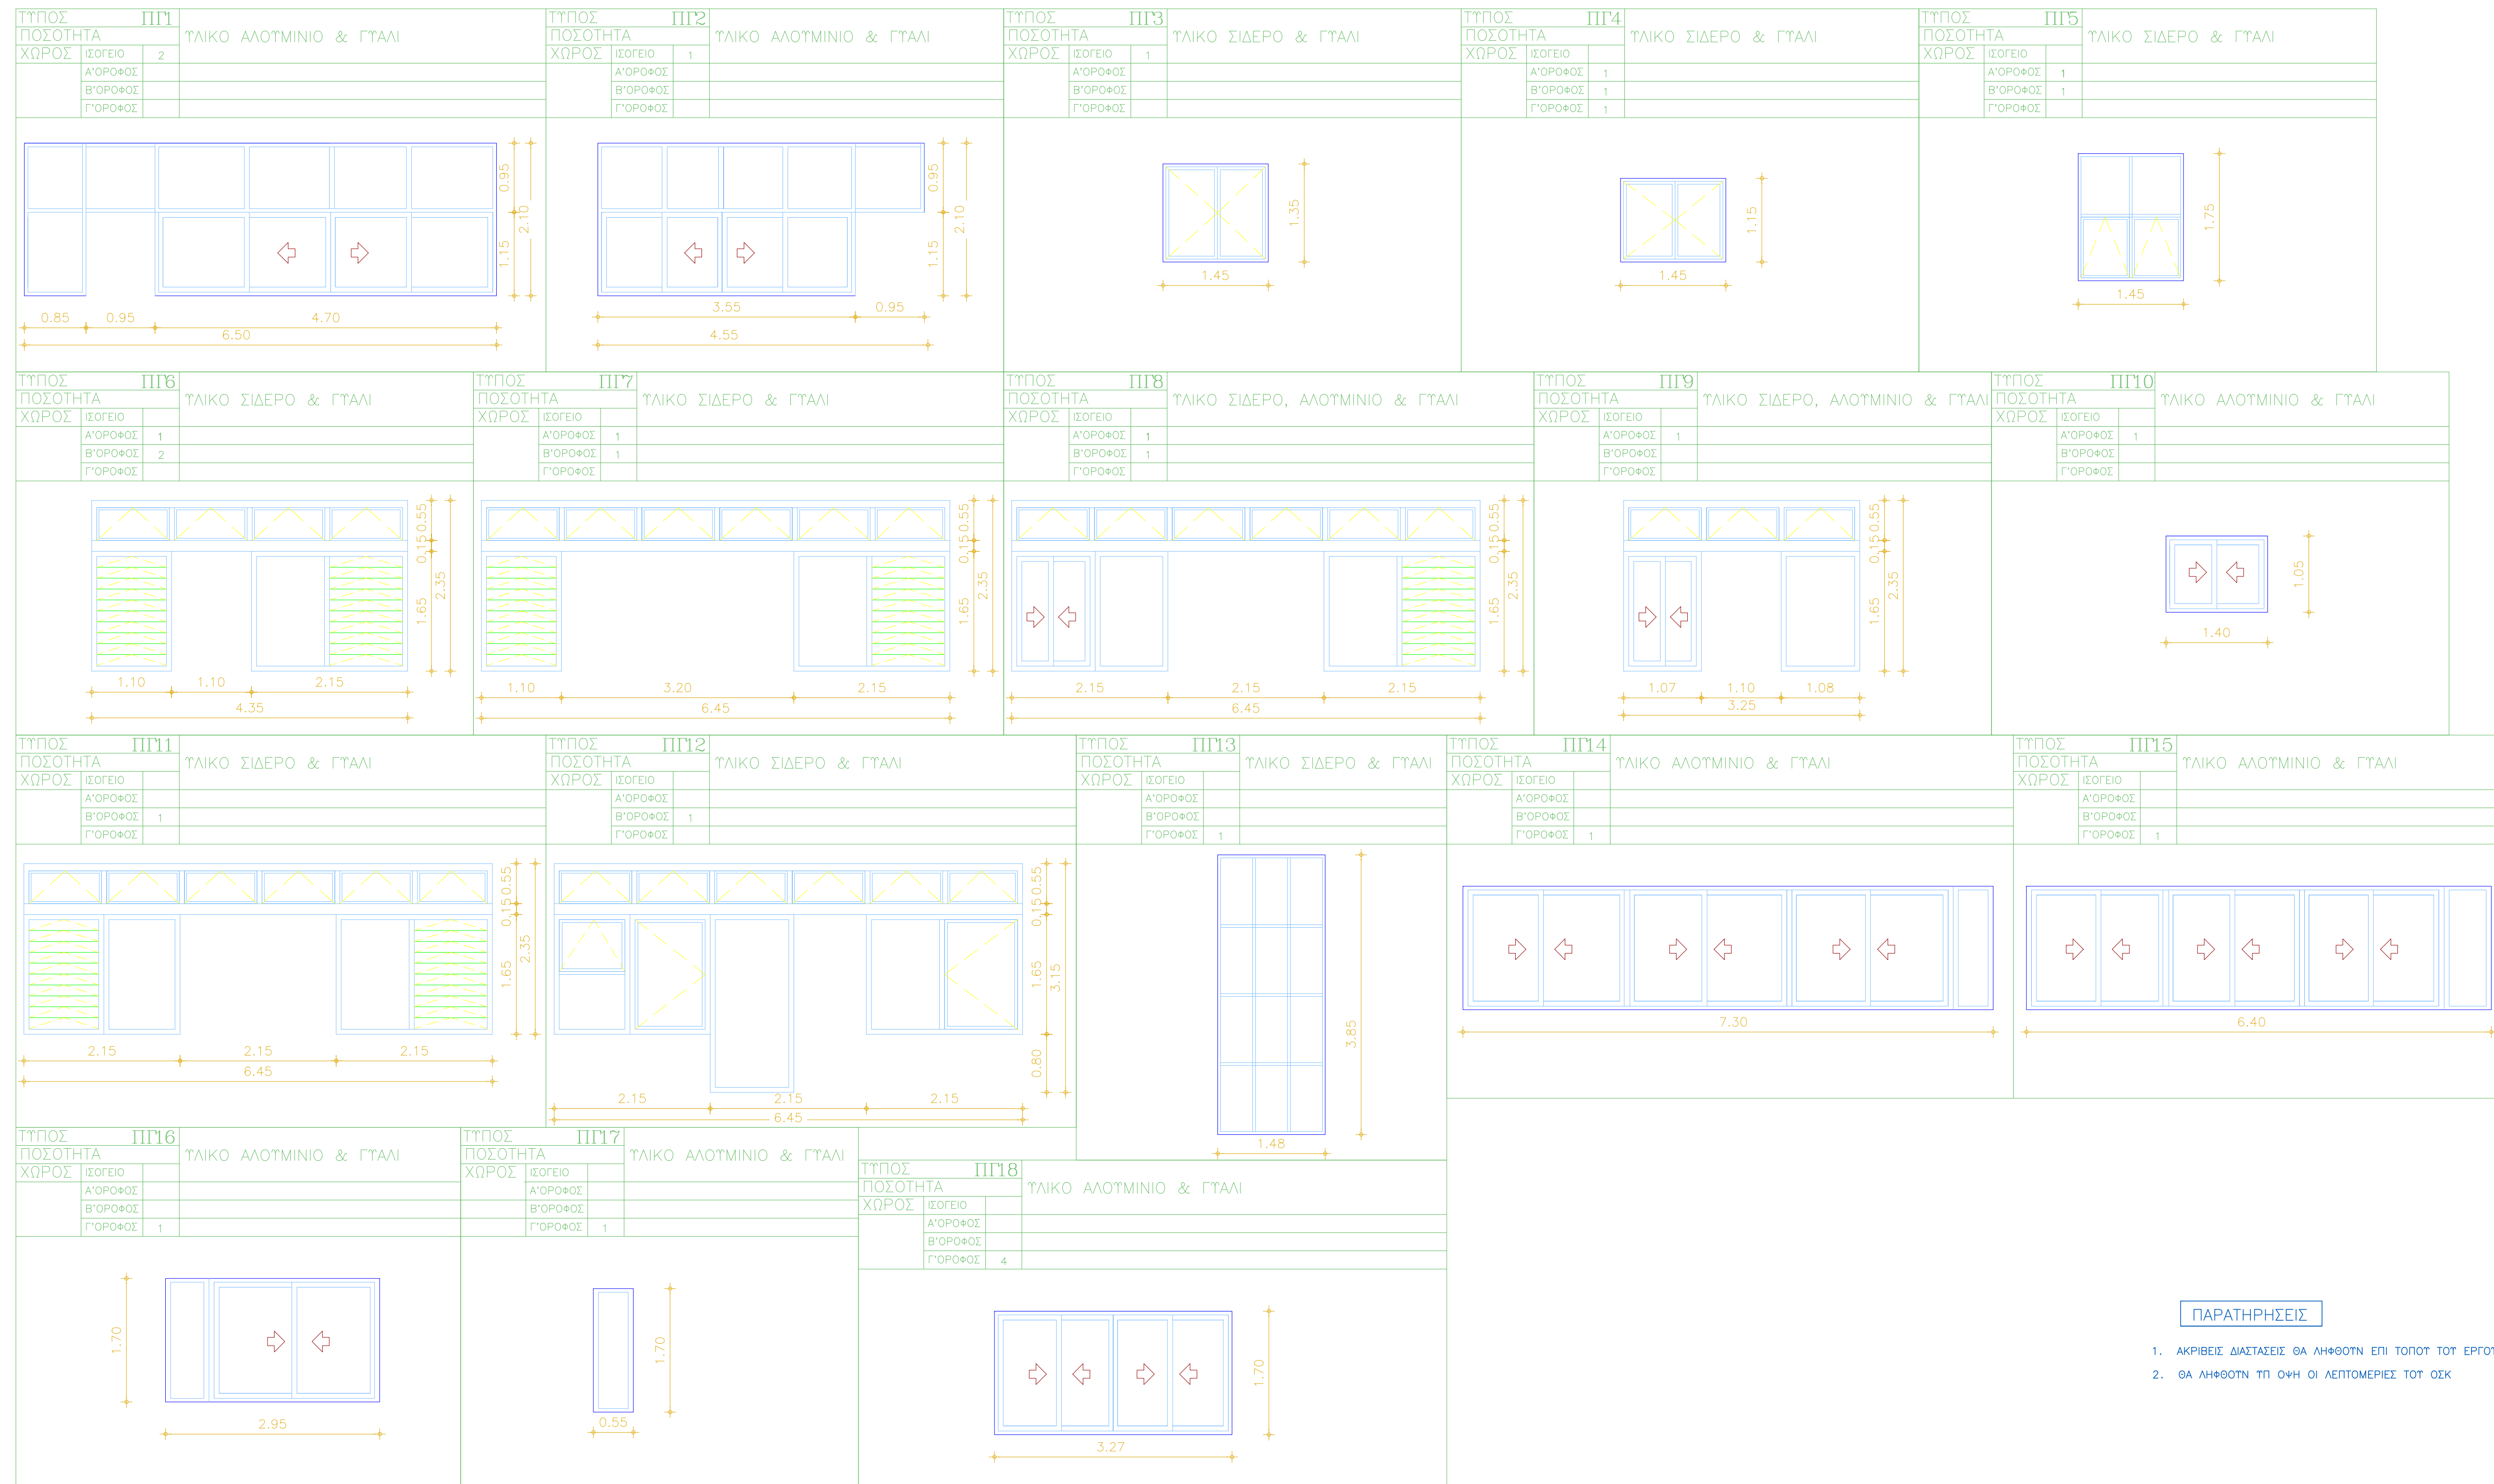 ΤΥΠΟΣ ΠΓ1
ΠΟΣΟΤΗΤΑ ΥΛΙΚΟ ΑΛΟΥΜΙΝΙΟ & ΓΥΑΛΙ
ΧΩΡΟΣ ΙΣΟΓΕΙΟ 2
Α'ΟΡΟΦΟΣ
Β'ΟΡΟΦΟΣ
Γ'ΟΡΟΦΟΣ
0.95
2.10
1.15
0.85 0.95 4.70
6.50
ΤΥΠΟΣ ΠΓ2
ΠΟΣΟΤΗΤΑ ΥΛΙΚΟ ΑΛΟΥΜΙΝΙΟ & ΓΥΑΛΙ
ΧΩΡΟΣ ΙΣΟΓΕΙΟ 1
Α'ΟΡΟΦΟΣ
Β'ΟΡΟΦΟΣ
Γ'ΟΡΟΦΟΣ
0.95
2.10
1.15
3.55 0.95
4.55
ΤΥΠΟΣ ΠΓ3
ΠΟΣΟΤΗΤΑ ΥΛΙΚΟ ΣΙΔΕΡΟ & ΓΥΑΛΙ
ΧΩΡΟΣ ΙΣΟΓΕΙΟ 1
Α'ΟΡΟΦΟΣ
Β'ΟΡΟΦΟΣ
Γ'ΟΡΟΦΟΣ
1.35
1.45
ΤΥΠΟΣ ΠΓ4
ΠΟΣΟΤΗΤΑ ΥΛΙΚΟ ΣΙΔΕΡΟ & ΓΥΑΛΙ
ΧΩΡΟΣ ΙΣΟΓΕΙΟ
Α'ΟΡΟΦΟΣ 1
Β'ΟΡΟΦΟΣ 1
Γ'ΟΡΟΦΟΣ 1
1.15
1.45
ΤΥΠΟΣ ΠΓ5
ΠΟΣΟΤΗΤΑ ΥΛΙΚΟ ΣΙΔΕΡΟ & ΓΥΑΛΙ
ΧΩΡΟΣ ΙΣΟΓΕΙΟ
Α'ΟΡΟΦΟΣ 1
Β'ΟΡΟΦΟΣ 1
Γ'ΟΡΟΦΟΣ
1.75
1.45
ΤΥΠΟΣ ΠΓ6
ΠΟΣΟΤΗΤΑ ΥΛΙΚΟ ΣΙΔΕΡΟ & ΓΥΑΛΙ
ΧΩΡΟΣ ΙΣΟΓΕΙΟ
Α'ΟΡΟΦΟΣ 1
Β'ΟΡΟΦΟΣ 2
Γ'ΟΡΟΦΟΣ
0.55
0.15
2.35
1.65
1.10 1.10 2.15
4.35
ΤΥΠΟΣ ΠΓ7
ΠΟΣΟΤΗΤΑ ΥΛΙΚΟ ΣΙΔΕΡΟ & ΓΥΑΛΙ
ΧΩΡΟΣ ΙΣΟΓΕΙΟ
Α'ΟΡΟΦΟΣ 1
Β'ΟΡΟΦΟΣ 1
Γ'ΟΡΟΦΟΣ
0.55
0.15
2.35
1.65
1.10 3.20 2.15
6.45
ΤΥΠΟΣ ΠΓ8
ΠΟΣΟΤΗΤΑ ΥΛΙΚΟ ΣΙΔΕΡΟ, ΑΛΟΥΜΙΝΙΟ & ΓΥΑΛΙ
ΧΩΡΟΣ ΙΣΟΓΕΙΟ
Α'ΟΡΟΦΟΣ 1
Β'ΟΡΟΦΟΣ 1
Γ'ΟΡΟΦΟΣ
0.55
0.15
2.35
1.65
2.15 2.15 2.15
6.45
ΤΥΠΟΣ ΠΓ9
ΠΟΣΟΤΗΤΑ ΥΛΙΚΟ ΣΙΔΕΡΟ, ΑΛΟΥΜΙΝΙΟ & ΓΥΑΛΙ
ΧΩΡΟΣ ΙΣΟΓΕΙΟ
Α'ΟΡΟΦΟΣ 1
Β'ΟΡΟΦΟΣ
Γ'ΟΡΟΦΟΣ
0.55
0.15
2.35
1.65
1.07 1.10 1.08
3.25
ΤΥΠΟΣ ΠΓ10
ΠΟΣΟΤΗΤΑ ΥΛΙΚΟ ΑΛΟΥΜΙΝΙΟ & ΓΥΑΛΙ
ΧΩΡΟΣ ΙΣΟΓΕΙΟ
Α'ΟΡΟΦΟΣ 1
Β'ΟΡΟΦΟΣ
Γ'ΟΡΟΦΟΣ
1.05
1.40
ΤΥΠΟΣ ΠΓ11
ΠΟΣΟΤΗΤΑ ΥΛΙΚΟ ΣΙΔΕΡΟ & ΓΥΑΛΙ
ΧΩΡΟΣ ΙΣΟΓΕΙΟ
Α'ΟΡΟΦΟΣ
Β'ΟΡΟΦΟΣ 1
Γ'ΟΡΟΦΟΣ
0.55
0.15
2.35
1.65
2.15 2.15 2.15
6.45
ΤΥΠΟΣ ΠΓ12
ΠΟΣΟΤΗΤΑ ΥΛΙΚΟ ΣΙΔΕΡΟ & ΓΥΑΛΙ
ΧΩΡΟΣ ΙΣΟΓΕΙΟ
Α'ΟΡΟΦΟΣ
Β'ΟΡΟΦΟΣ 1
Γ'ΟΡΟΦΟΣ
0.55
0.15
1.65
3.15
0.80
2.15 2.15 2.15
6.45
ΤΥΠΟΣ ΠΓ13
ΠΟΣΟΤΗΤΑ ΥΛΙΚΟ ΣΙΔΕΡΟ & ΓΥΑΛΙ
ΧΩΡΟΣ ΙΣΟΓΕΙΟ
Α'ΟΡΟΦΟΣ
Β'ΟΡΟΦΟΣ
Γ'ΟΡΟΦΟΣ 1
3.85
1.48
ΤΥΠΟΣ ΠΓ14
ΠΟΣΟΤΗΤΑ ΥΛΙΚΟ ΑΛΟΥΜΙΝΙΟ & ΓΥΑΛΙ
ΧΩΡΟΣ ΙΣΟΓΕΙΟ
Α'ΟΡΟΦΟΣ
Β'ΟΡΟΦΟΣ
Γ'ΟΡΟΦΟΣ 1
7.30
ΤΥΠΟΣ ΠΓ15
ΠΟΣΟΤΗΤΑ ΥΛΙΚΟ ΑΛΟΥΜΙΝΙΟ & ΓΥΑΛΙ
ΧΩΡΟΣ ΙΣΟΓΕΙΟ
Α'ΟΡΟΦΟΣ
Β'ΟΡΟΦΟΣ
Γ'ΟΡΟΦΟΣ 1
6.40
ΤΥΠΟΣ ΠΓ16
ΠΟΣΟΤΗΤΑ ΥΛΙΚΟ ΑΛΟΥΜΙΝΙΟ & ΓΥΑΛΙ
ΧΩΡΟΣ ΙΣΟΓΕΙΟ
Α'ΟΡΟΦΟΣ
Β'ΟΡΟΦΟΣ
Γ'ΟΡΟΦΟΣ 1
1.70
2.95
ΤΥΠΟΣ ΠΓ17
ΠΟΣΟΤΗΤΑ ΥΛΙΚΟ ΑΛΟΥΜΙΝΙΟ & ΓΥΑΛΙ
ΧΩΡΟΣ ΙΣΟΓΕΙΟ
Α'ΟΡΟΦΟΣ
Β'ΟΡΟΦΟΣ
Γ'ΟΡΟΦΟΣ 1
1.70
0.55
ΤΥΠΟΣ ΠΓ18
ΠΟΣΟΤΗΤΑ ΥΛΙΚΟ ΑΛΟΥΜΙΝΙΟ & ΓΥΑΛΙ
ΧΩΡΟΣ ΙΣΟΓΕΙΟ
Α'ΟΡΟΦΟΣ
Β'ΟΡΟΦΟΣ
Γ'ΟΡΟΦΟΣ 4
1.70
3.27
ΠΑΡΑΤΗΡΗΣΕΙΣ
1. ΑΚΡΙΒΕΙΣ ΔΙΑΣΤΑΣΕΙΣ ΘΑ ΛΗΦΘΟΥΝ ΕΠΙ ΤΟΠΟΥ ΤΟΥ ΕΡΓΟΥ
2. ΘΑ ΛΗΦΘΟΥΝ ΥΠ ΟΨΗ ΟΙ ΛΕΠΤΟΜΕΡΙΕΣ ΤΟΥ ΟΣΚ